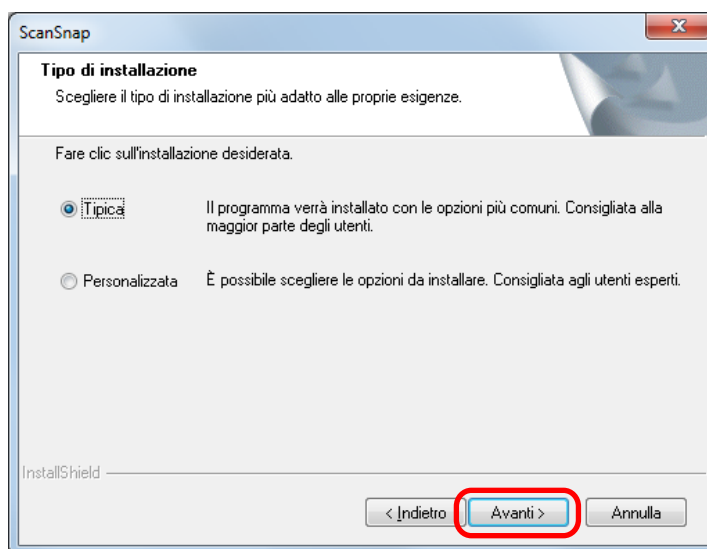 ScanSnap
Tipo di installazione
Scegliere il tipo di installazione più adatto alle proprie esigenze.
Fare clic sull'installazione desiderata.
Tipica
Il programma verrà installato con le opzioni più comuni. Consigliata alla
maggior parte degli utenti.
Personalizzata
È possibile scegliere le opzioni da installare. Consigliata agli utenti esperti.
InstallShield
< Indietro
Avanti >
Annulla